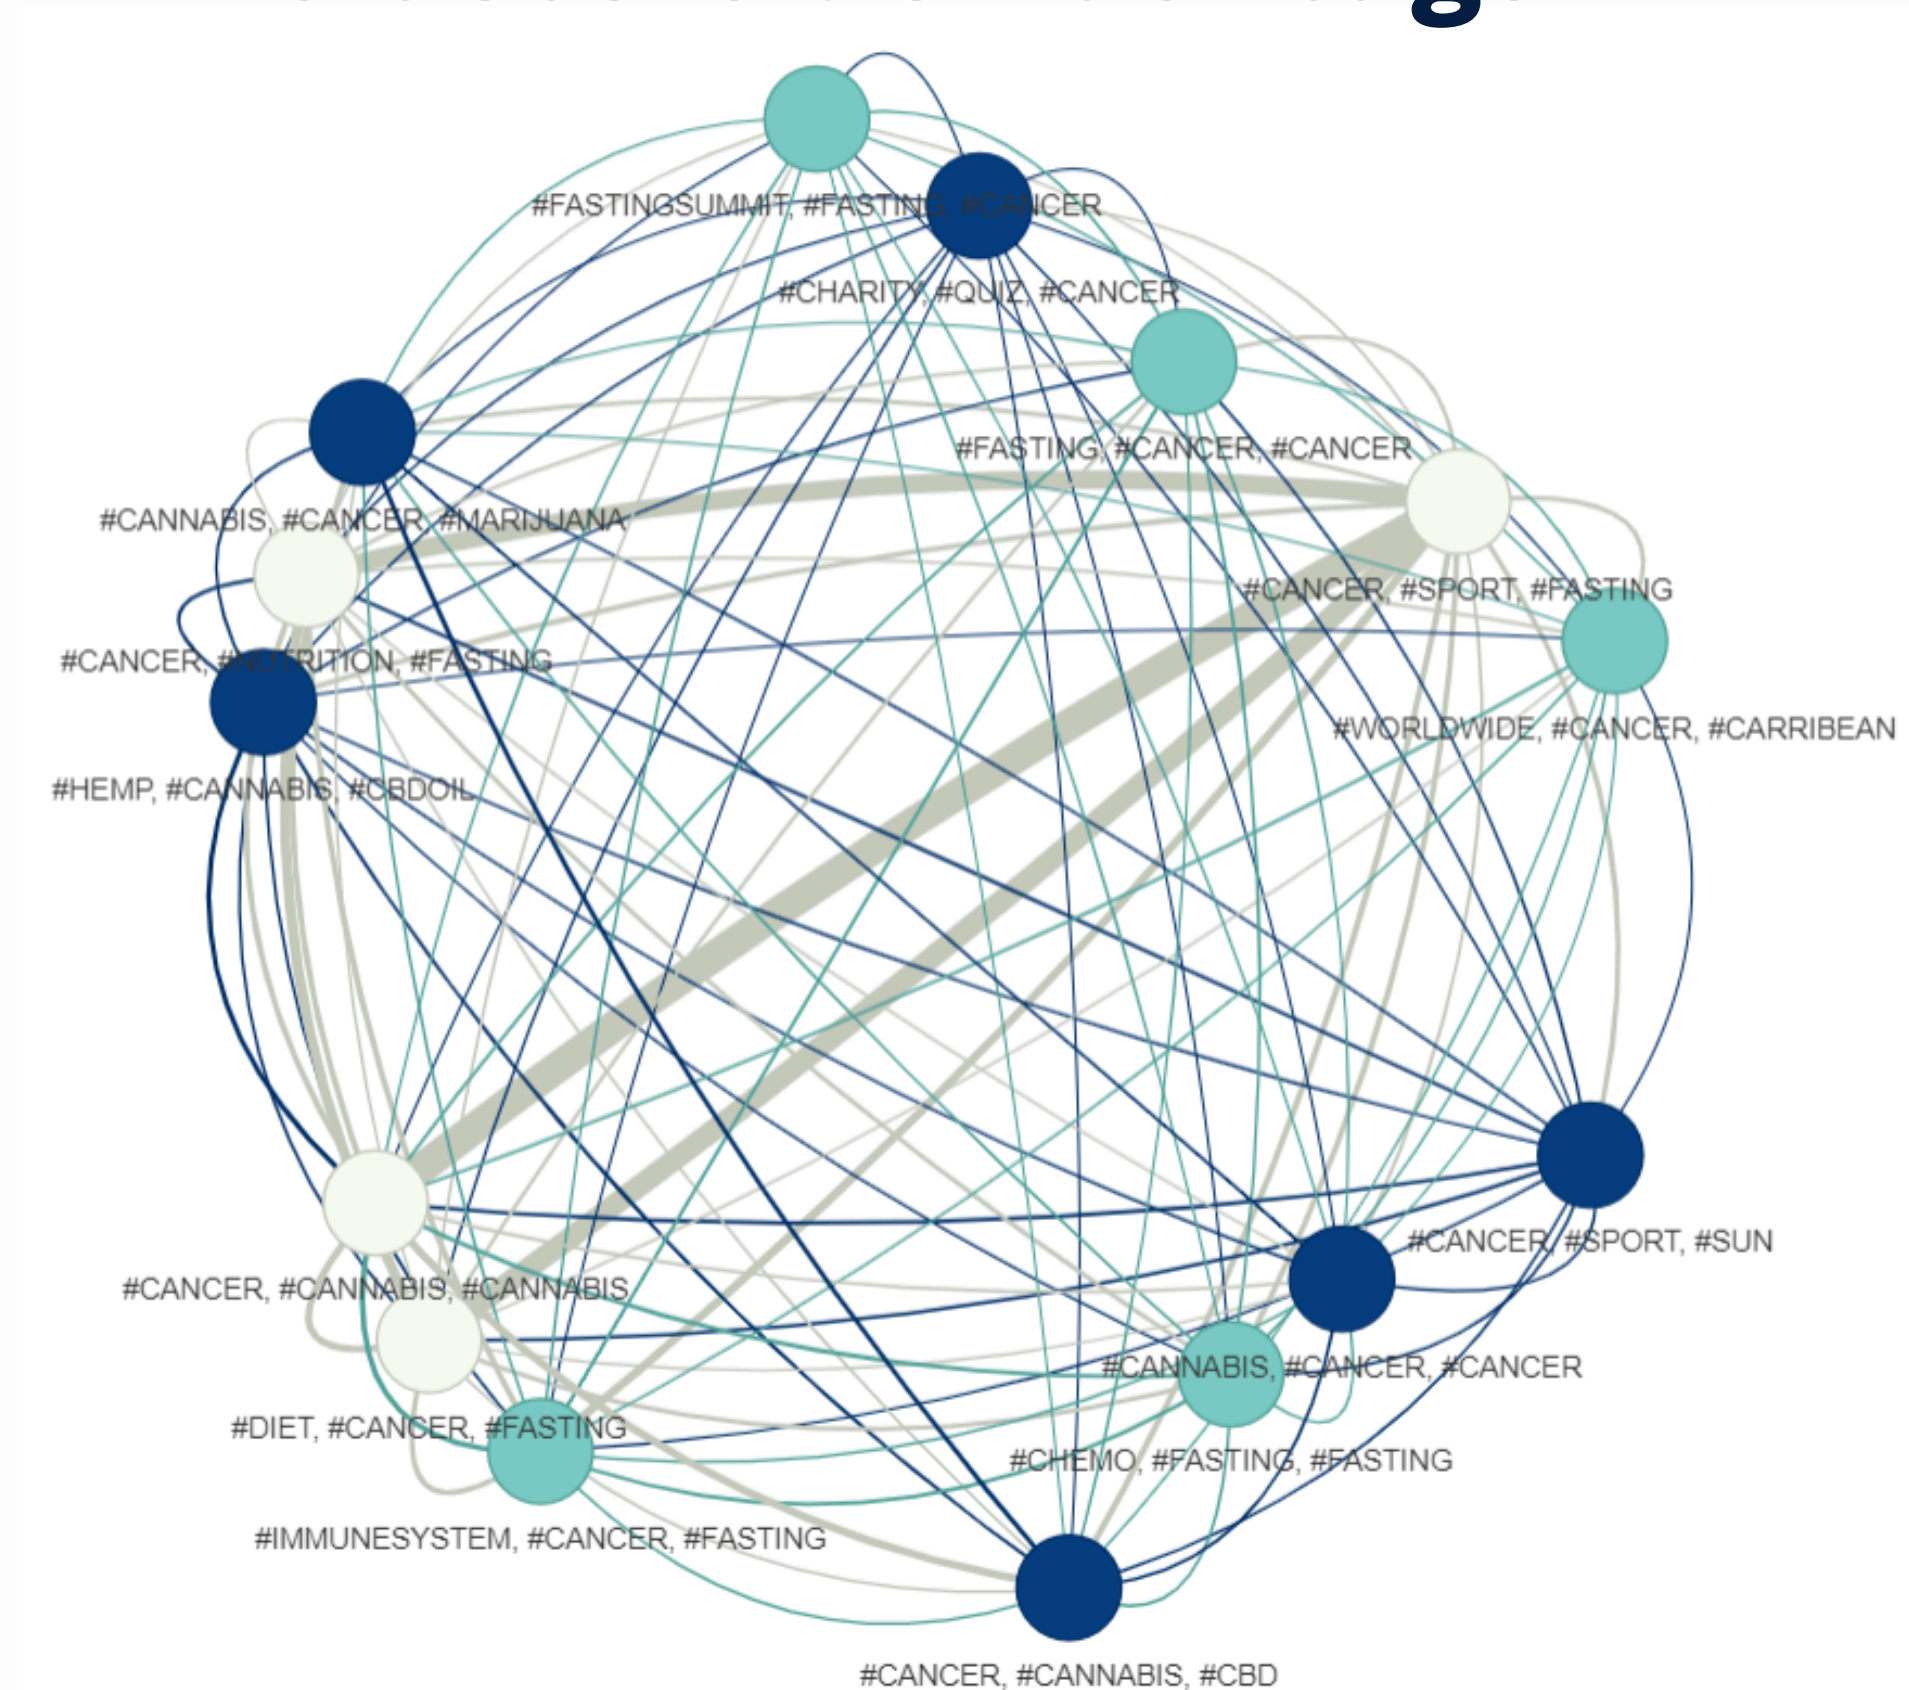 #FASTINGSUMMIT, #FASTING, #CANCER
#CHARITY, #QUIZ, #CANCER
#FASTING, #CANCER, #CANCER
#CANNABIS, #CANCER, #MARIJUANA
#CANCER, #SPORT, #FASTING
#CANCER, #NUTRITION, #FASTING
#WORLDWIDE, #CANCER, #CARRIBEAN
#HEMP, #CANNABIS, #CBDOIL
#CANCER, #SPORT, #SUN
#CANCER, #CANNABIS, #CANNABIS
#CANNABIS, #CANCER, #CANCER
#DIET, #CANCER, #FASTING
#CHEMO, #FASTING, #FASTING
#IMMUNESYSTEM, #CANCER, #FASTING
#CANCER, #CANNABIS, #CBD